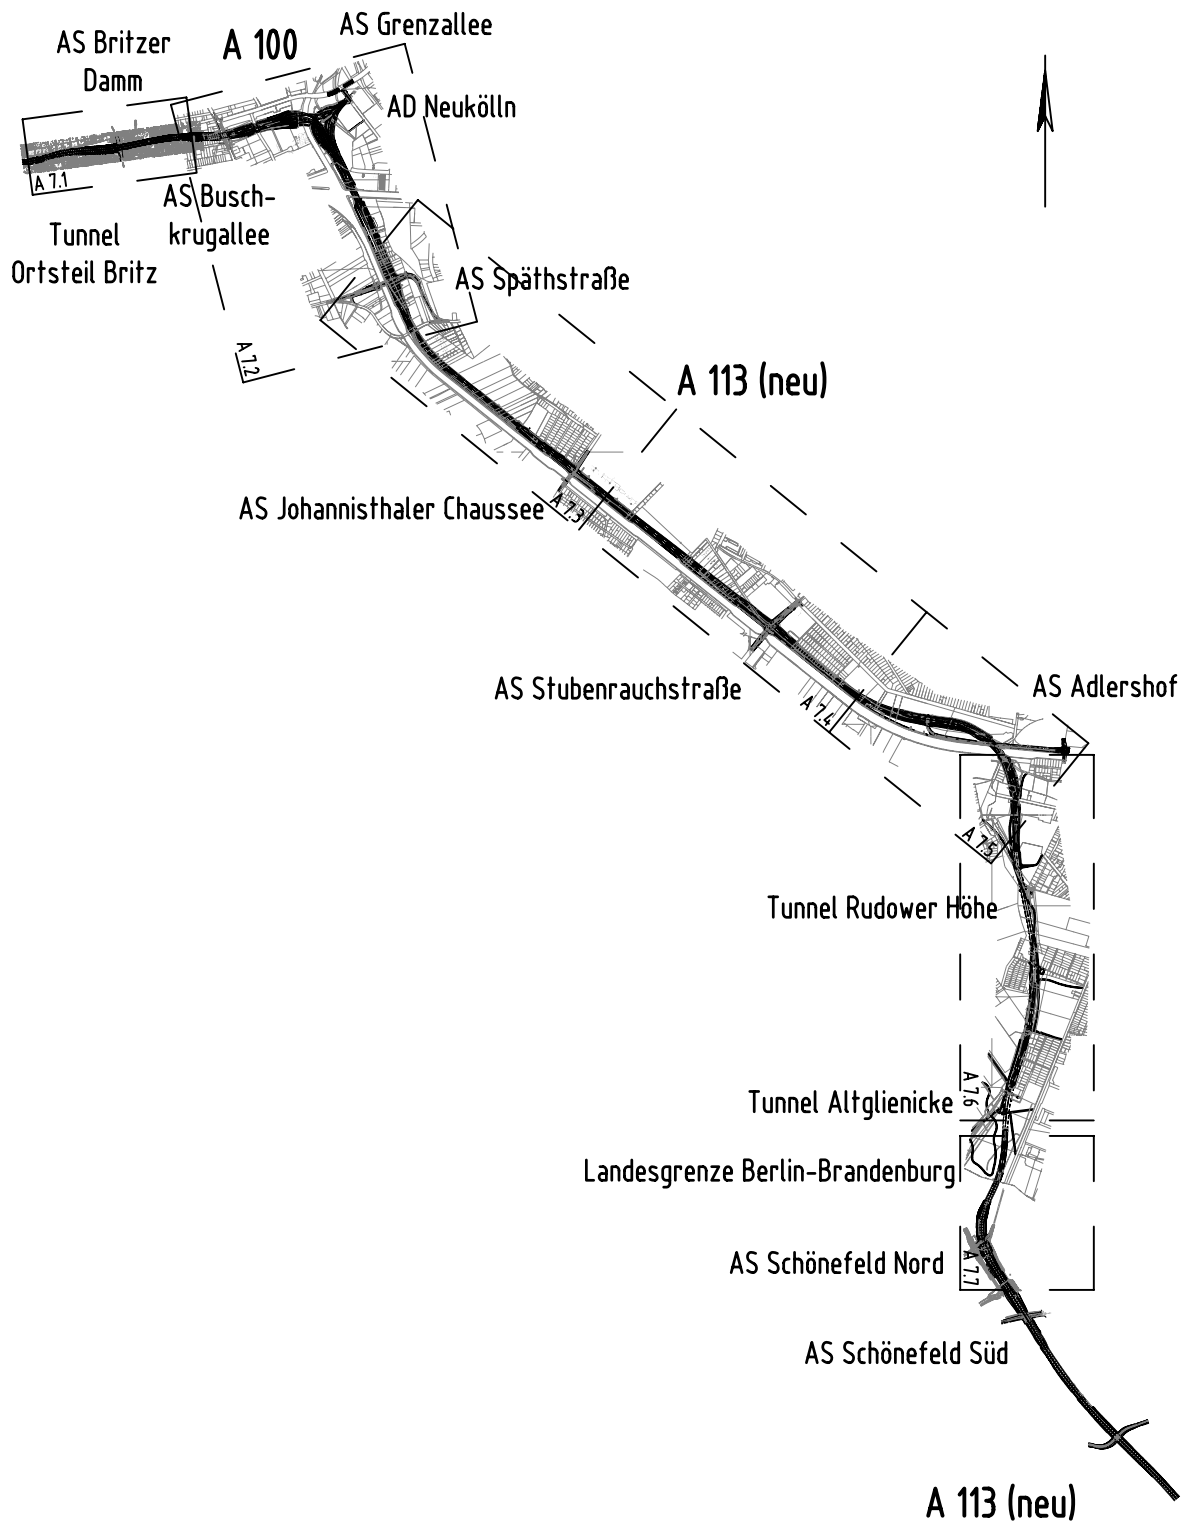 AS Grenzallee
AS Britzer
Damm
A 100
AD Neukölln
A 7.1
AS Busch-
krugallee
Tunnel
Ortsteil Britz
AS Späthstraße
A 7.2
A 113 (neu)
AS Johannisthaler Chaussee
A 7.3
AS Stubenrauchstraße
AS Adlershof
A 7.4
A 7.5
Tunnel Rudower Höhe
A 7.6
Tunnel Altglienicke
Landesgrenze Berlin-Brandenburg
AS Schönefeld Nord
A 7.7
AS Schönefeld Süd
A 113 (neu)